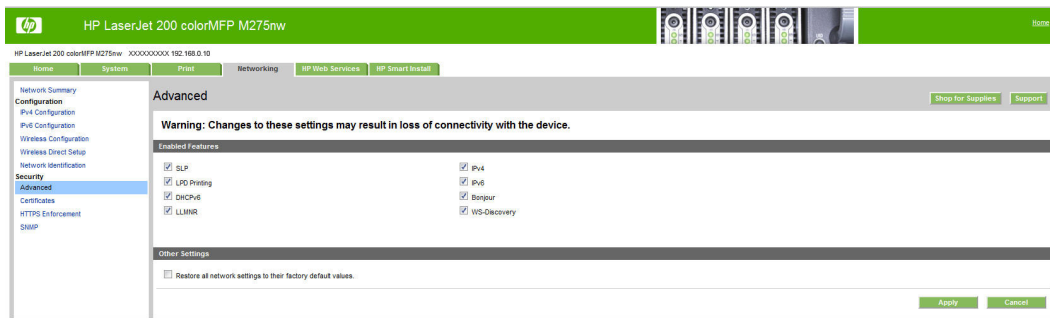 hp HP LaserJet 200 colorMFP M275nw
Home
HP LaserJet 200 colorMFP M275nw XXXXXXXXX 192.168.0.10
Home System Print Networking HP Web Services HP Smart Install
Network Summary
Configuration
IPv4 Configuration
IPv6 Configuration
Wireless Configuration
Wireless Direct Setup
Network Identification
Security
Advanced
Certificates
HTTPS Enforcement
SNMP
Advanced
Shop for Supplies Support
Warning: Changes to these settings may result in loss of connectivity with the device.
Enabled Features
SLP IPv4
LPD Printing IPv6
DHCPv6 Bonjour
LLMNR WS-Discovery
Other Settings
Restore all network settings to their factory default values.
Apply Cancel